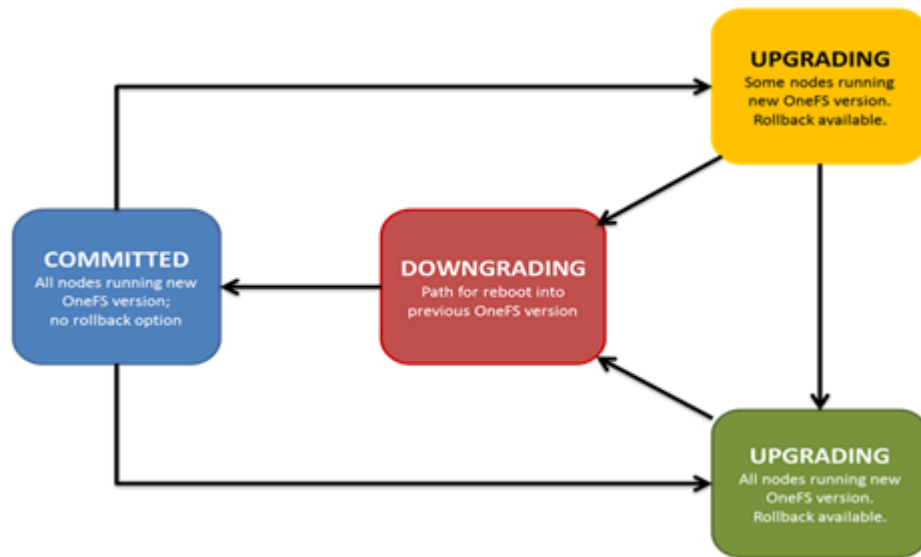 UPGRADING
Some nodes running
new OneFS version.
Rollback available.
COMMITTED
All nodes running new
OneFS version;
no rollback option
DOWNGRADING
Path for reboot into
previous OneFS version
UPGRADING
All nodes running new
OneFS version.
Rollback available.